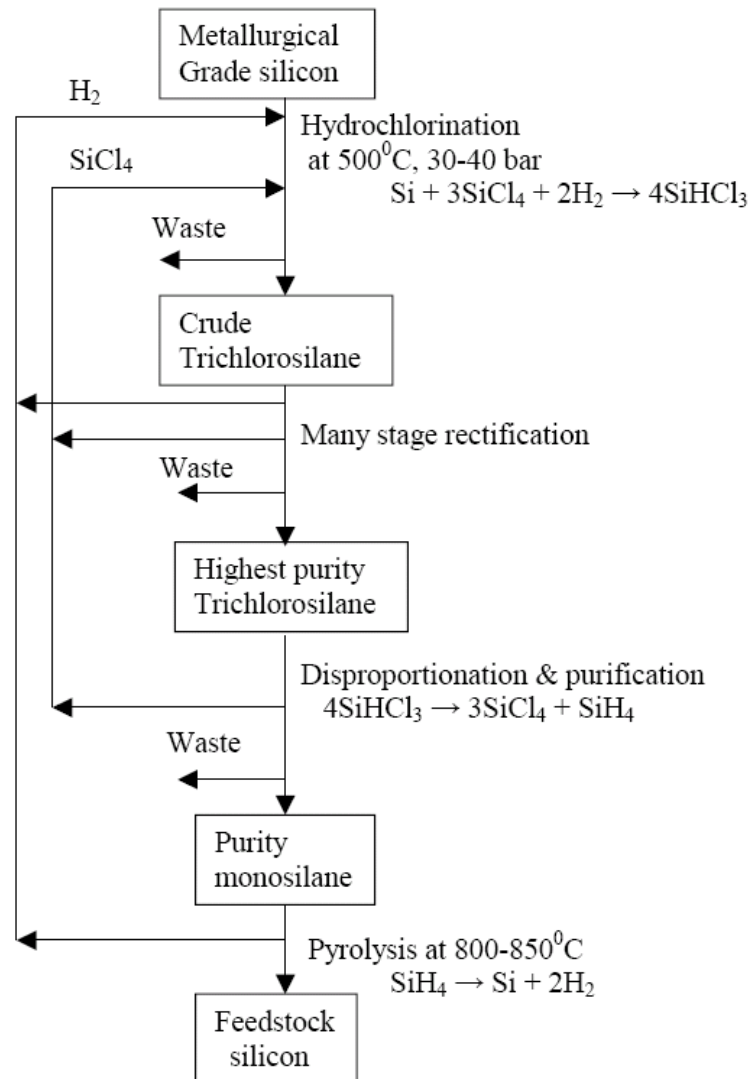 Metallurgical
Grade silicon
H₂
Hydrochlorination
at 500⁰C, 30-40 bar
SiCl₄
Si + 3SiCl₄ + 2H₂ → 4SiHCl₃
Waste
Crude
Trichlorosilane
Many stage rectification
Waste
Highest purity
Trichlorosilane
Disproportionation & purification
4SiHCl₃ → 3SiCl₄ + SiH₄
Waste
Purity
monosilane
Pyrolysis at 800-850⁰C
SiH₄ → Si + 2H₂
Feedstock
silicon